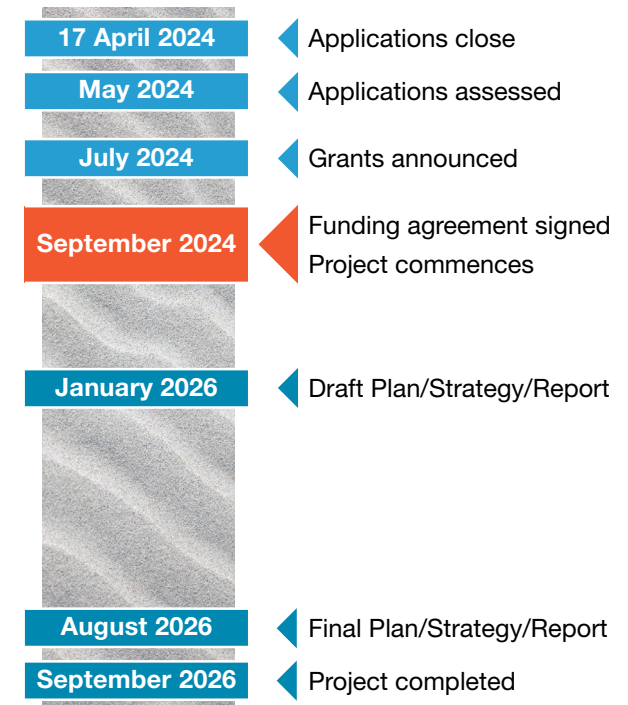 17 April 2024
Applications close
May 2024
Applications assessed
July 2024
Grants announced
September 2024
Funding agreement signed
Project commences
January 2026
Draft Plan/Strategy/Report
August 2026
Final Plan/Strategy/Report
September 2026
Project completed